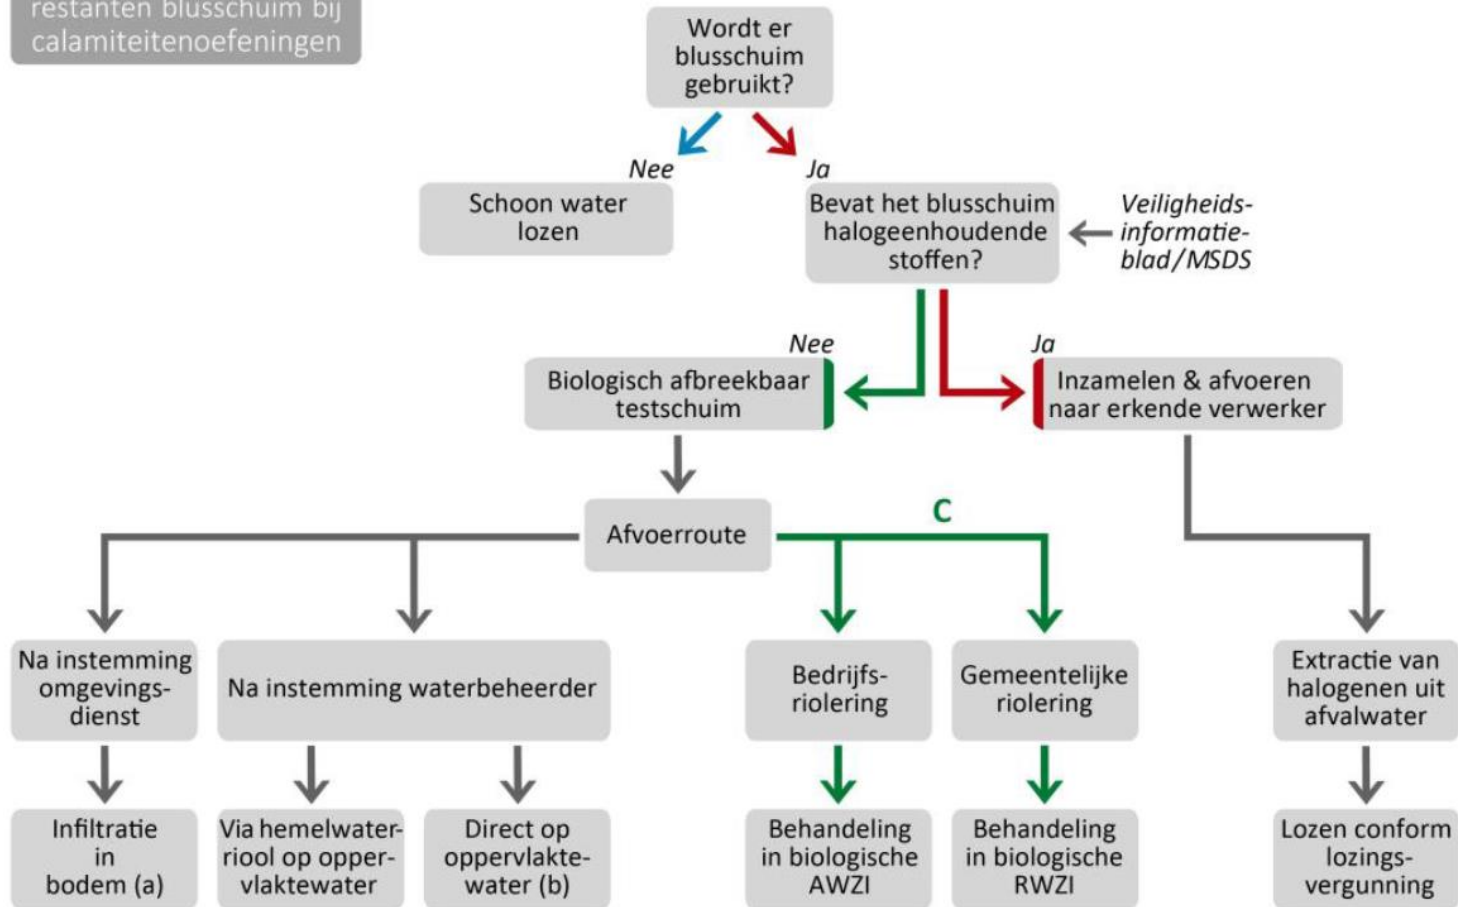 restanten blusschuim bij
calamiteitenoefeningen
Wordt er
blusschuim
gebruikt?
Nee
Ja
Schoon water
lozen
Bevat het blusschuim
halogeenhoudende
stoffen?
Veiligheids-
informatie-
blad/MSDS
Nee
Ja
Biologisch afbreekbaar
testschuim
Inzamelen & afvoeren
naar erkende verwerker
Afvoerroute
C
Na instemming
omgevings-
dienst
Na instemming waterbeheerder
Bedrijfs-
riolering
Gemeentelijke
riolering
Extractie van
halogenen uit
afvalwater
Infiltratie
in
bodem (a)
Via hemelwater-
riool op opper-
vlaktewater
Direct op
oppervlakte-
water (b)
Behandeling
in biologische
AWZI
Behandeling
in biologische
RWZI
Lozen conform
lozings-
vergunning